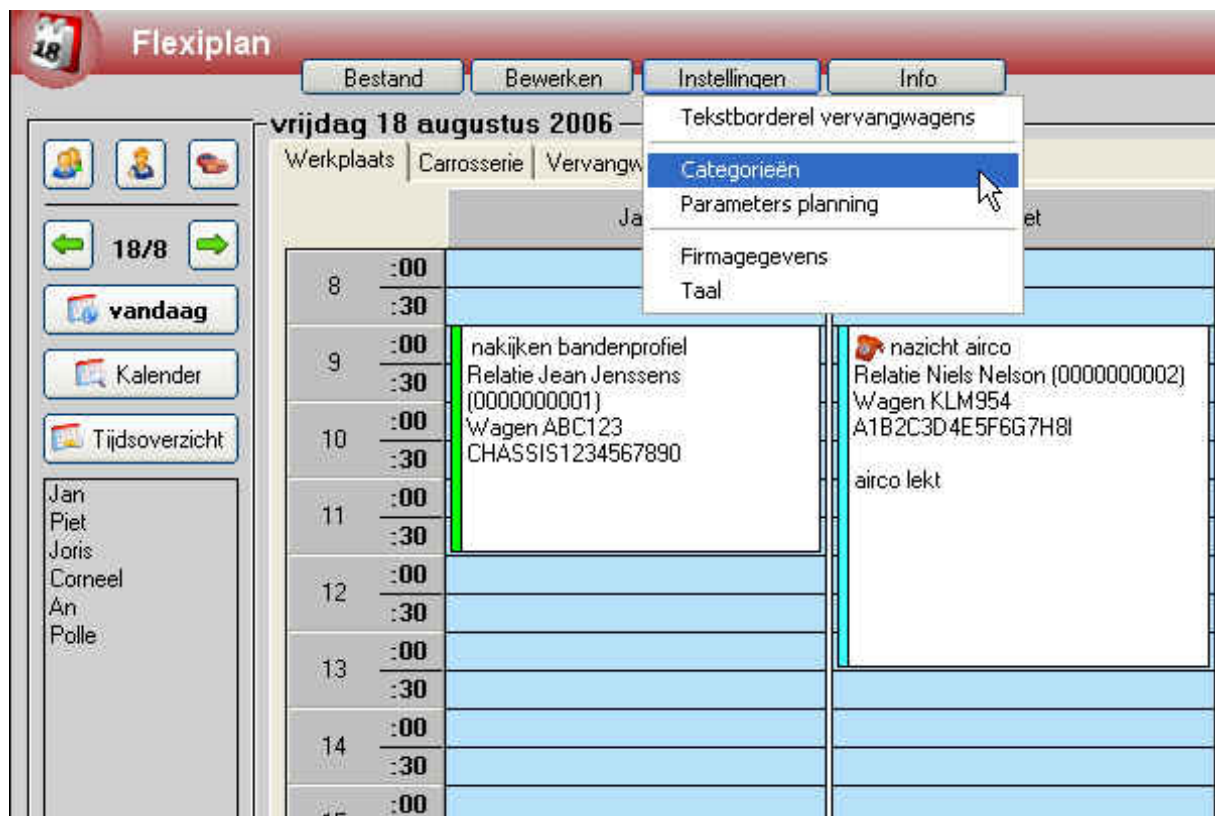 18
Flexiplan
Bestand Bewerken Instellingen Info
vrijdag 18 augustus 2006
Tekstborderel vervangwagens
Categorieën
Parameters planning
Firmagegevens
Taal
Werkplaats Carrosserie
18/8
vandaag
Kalender
Tijdsoverzicht
Jan
Piet
Joris
Corneel
An
Polle
8 :00
:30
9 :00
:30
10 :00
:30
11 :00
:30
12 :00
:30
13 :00
:30
14 :00
:30
:00
nakijken bandenprofiel
Relatie Jean Jenssens
(0000000001)
Wagen ABC123
CHASSIS1234567890
nazicht airco
Relatie Niels Nelson (0000000002)
Wagen KLM954
A1B2C3D4E5F6G7H8I
airco lekt